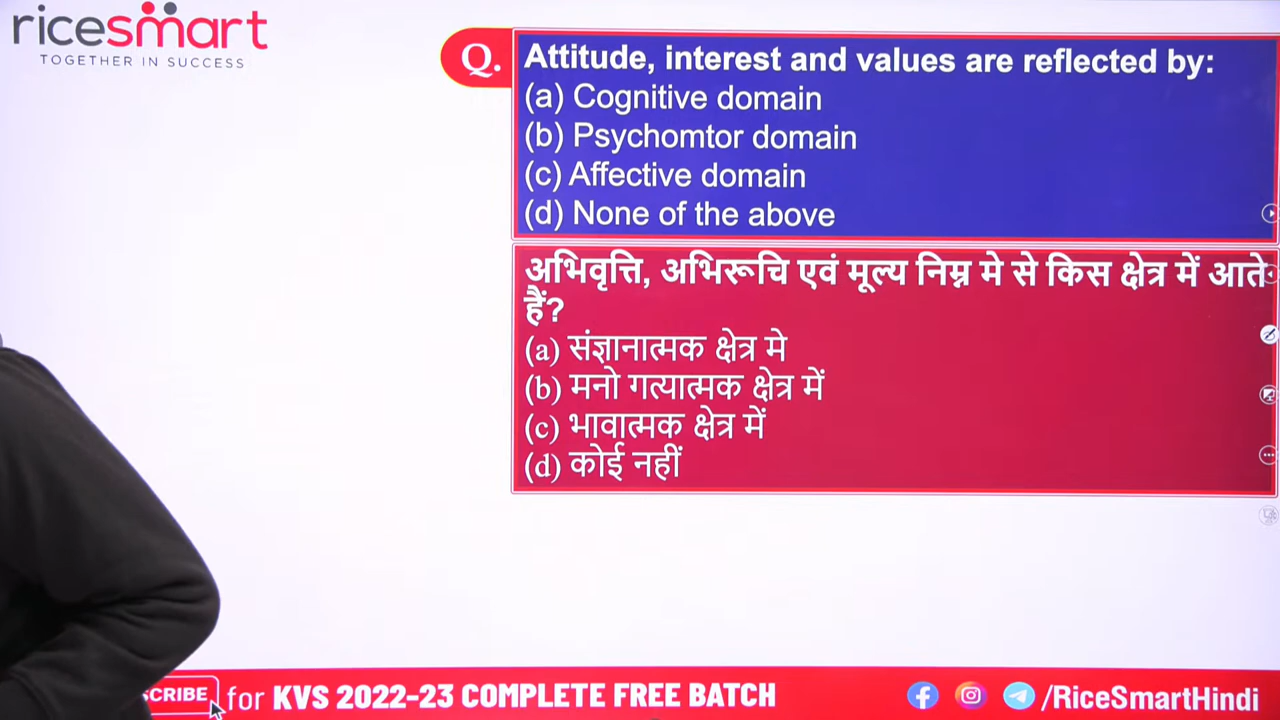 ricesmart
TOGETHER IN SUCCESS
Q.
Attitude, interest and values are reflected by:
(a) Cognitive domain
(b) Psychomtor domain
(c) Affective domain
(d) None of the above
अभिवृत्ति, अभिरूचि एवं मूल्य निम्न मे से किस क्षेत्र में आते
हैं?
(a) संज्ञानात्मक क्षेत्र मे
(b) मनो गत्यात्मक क्षेत्र में
(c) भावात्मक क्षेत्र में
(d) कोई नहीं
SCRIBE for KVS 2022-23 COMPLETE FREE BATCH
/RiceSmartHindi